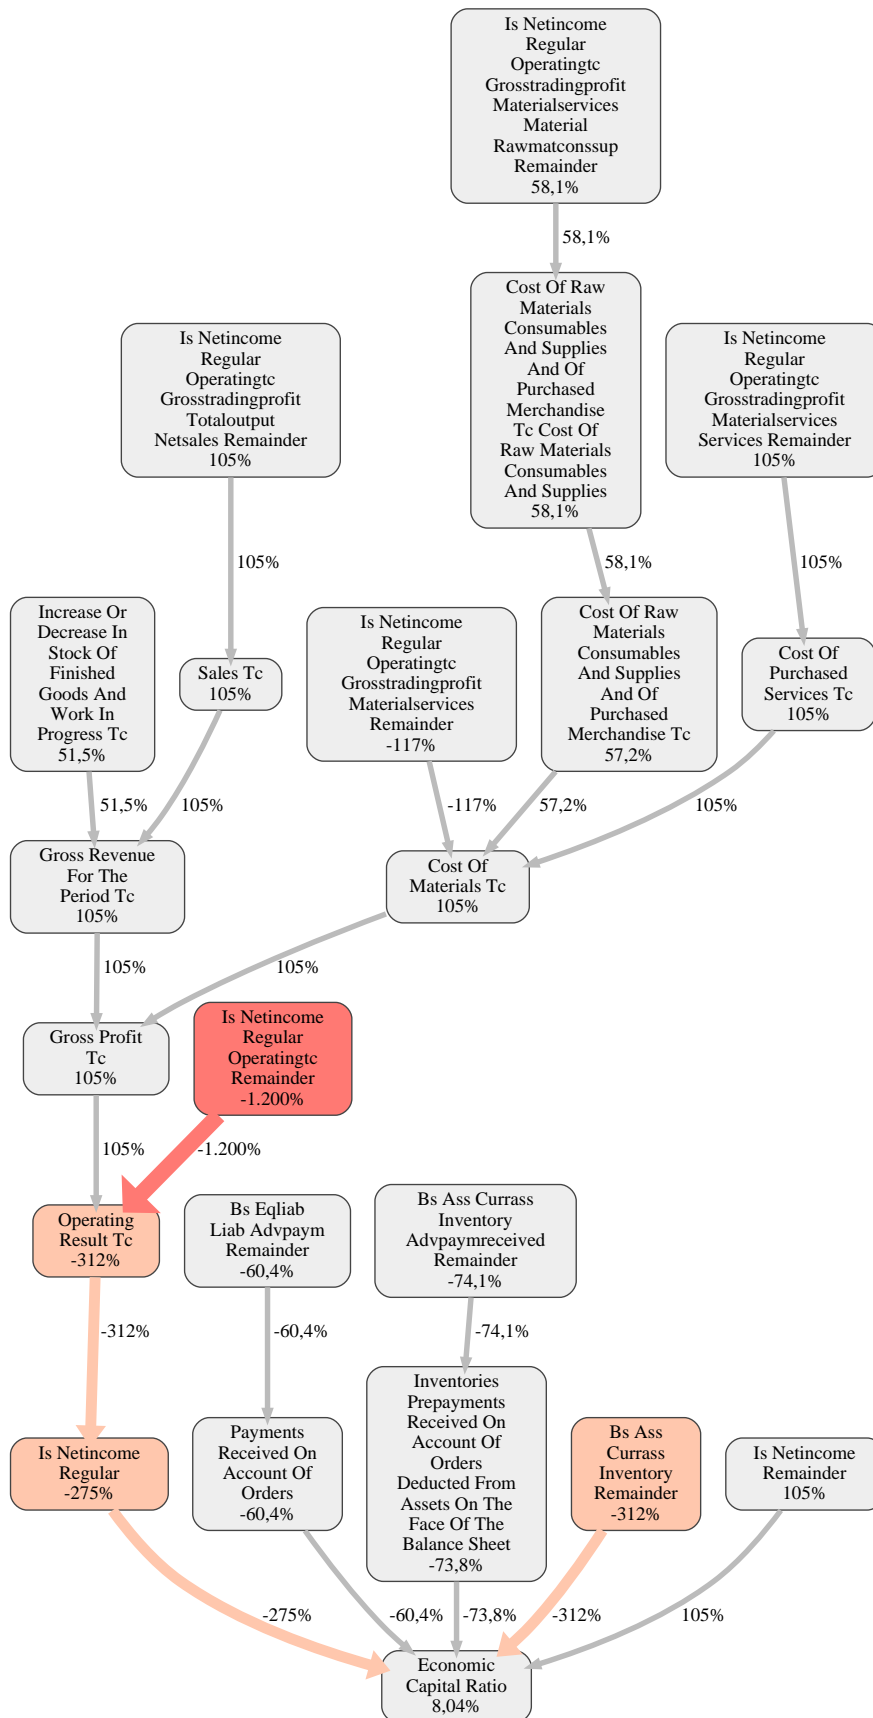 Is Netincome
Regular
Operatingtc
Grosstradingprofit
Materialservices
Material
Rawmatconssup
Remainder
58,1%
58,1%
Cost Of Raw
Materials
Consumables
And Supplies
And Of
Purchased
Merchandise
Tc Cost Of
Raw Materials
Consumables
And Supplies
58,1%
Is Netincome
Regular
Operatingtc
Grosstradingprofit
Totaloutput
Netsales Remainder
105%
Is Netincome
Regular
Operatingtc
Grosstradingprofit
Materialservices
Services Remainder
105%
105%
58,1%
105%
Increase Or
Decrease In
Stock Of
Finished
Goods And
Work In
Progress Tc
51,5%
Sales Tc
105%
Is Netincome
Regular
Operatingtc
Grosstradingprofit
Materialservices
Remainder
-117%
Cost Of Raw
Materials
Consumables
And Supplies
And Of
Purchased
Merchandise Tc
57,2%
Cost Of
Purchased
Services Tc
105%
51,5%
105%
-117%
57,2%
105%
Gross Revenue
For The
Period Tc
105%
Cost Of
Materials Tc
105%
105%
105%
Gross Profit
Tc
105%
Is Netincome
Regular
Operatingtc
Remainder
-1.200%
105%
-1.200%
Operating
Result Tc
-312%
Bs Eqliab
Liab Advpaym
Remainder
-60,4%
Bs Ass Currass
Inventory
Advpaymreceived
Remainder
-74,1%
-312%
-60,4%
-74,1%
Is Netincome
Regular
-275%
Payments
Received On
Account Of
Orders
-60,4%
Inventories
Prepayments
Received On
Account Of
Orders
Deducted From
Assets On The
Face Of The
Balance Sheet
-73,8%
Bs Ass
Currass
Inventory
Remainder
-312%
Is Netincome
Remainder
105%
-275%
-60,4%
-73,8%
-312%
105%
Economic
Capital Ratio
8,04%